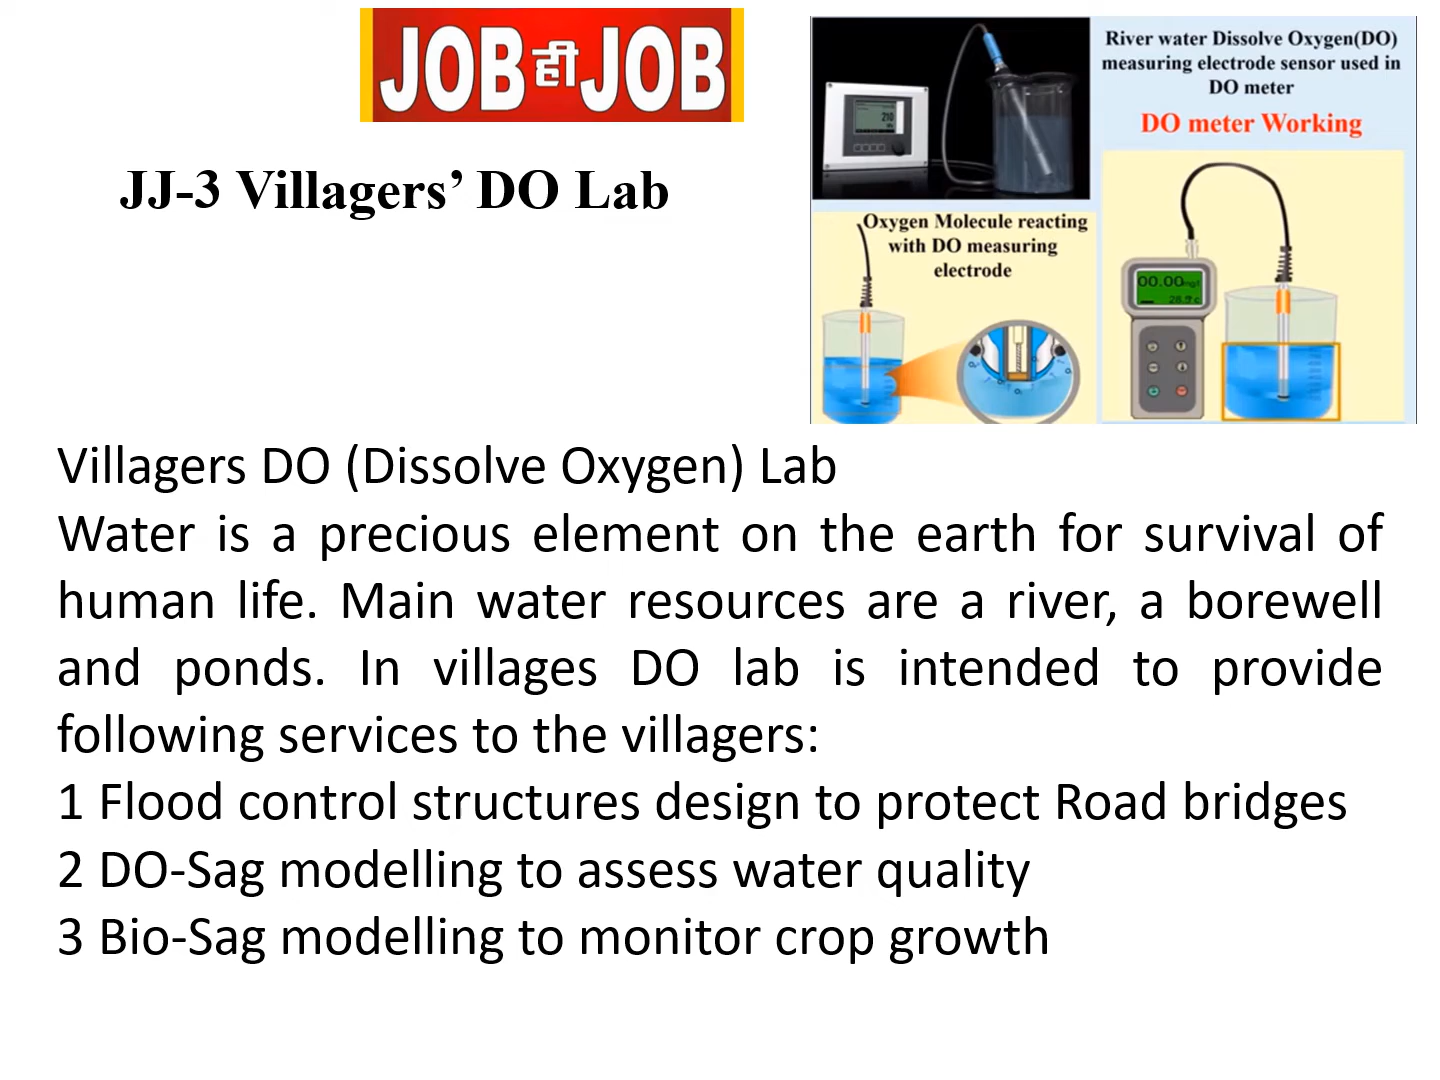 JOB ही JOB
JJ-3 Villagers’ DO Lab
River water Dissolve Oxygen(DO)
measuring electrode sensor used in
DO meter
DO meter Working
210
Oxygen Molecule reacting
with DO measuring
electrode
00.00
Villagers DO (Dissolve Oxygen) Lab
Water is a precious element on the earth for survival of
human life. Main water resources are a river, a borewell
and ponds. In villages DO lab is intended to provide
following services to the villagers:
1 Flood control structures design to protect Road bridges
2 DO-Sag modelling to assess water quality
3 Bio-Sag modelling to monitor crop growth